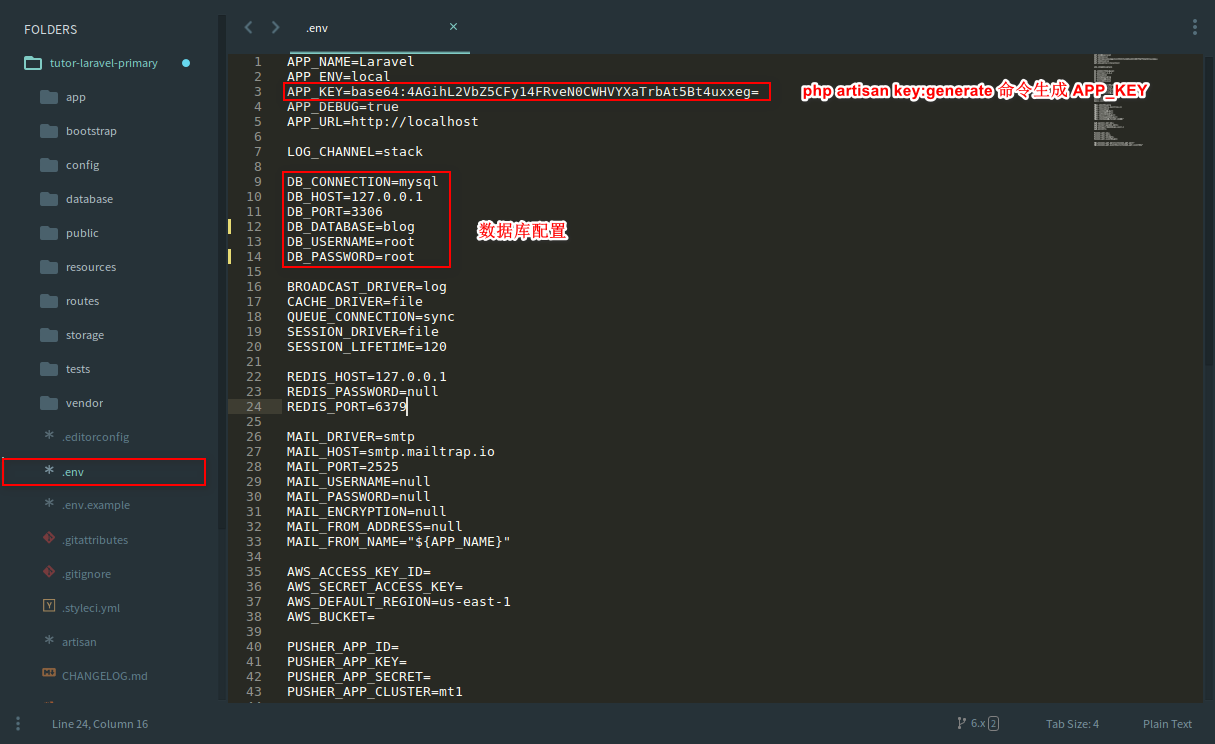 FOLDERS
tutor-laravel-primary
app
bootstrap
config
database
public
resources
routes
storage
tests
vendor
.editorconfig
.env
.env.example
.gitattributes
.gitignore
.styleci.yml
artisan
CHANGELOG.md
.env
1 APP_NAME=Laravel
2 APP_ENV=local
3 APP_KEY=base64:4AGihL2VbZ5CFy14FRveN0CWHVYXaTrbAt5Bt4uxxeg=
php artisan key:generate 命令生成 APP_KEY
4 APP_DEBUG=true
5 APP_URL=http://localhost
6
7 LOG_CHANNEL=stack
8
9 DB_CONNECTION=mysql
10 DB_HOST=127.0.0.1
11 DB_PORT=3306
12 DB_DATABASE=blog
数据库配置
13 DB_USERNAME=root
14 DB_PASSWORD=root
15
16 BROADCAST_DRIVER=log
17 CACHE_DRIVER=file
18 QUEUE_CONNECTION=sync
19 SESSION_DRIVER=file
20 SESSION_LIFETIME=120
21
22 REDIS_HOST=127.0.0.1
23 REDIS_PASSWORD=null
24 REDIS_PORT=6379
25
26 MAIL_DRIVER=smtp
27 MAIL_HOST=smtp.mailtrap.io
28 MAIL_PORT=2525
29 MAIL_USERNAME=null
30 MAIL_PASSWORD=null
31 MAIL_ENCRYPTION=null
32 MAIL_FROM_ADDRESS=null
33 MAIL_FROM_NAME="${APP_NAME}"
34
35 AWS_ACCESS_KEY_ID=
36 AWS_SECRET_ACCESS_KEY=
37 AWS_DEFAULT_REGION=us-east-1
38 AWS_BUCKET=
39
40 PUSHER_APP_ID=
41 PUSHER_APP_KEY=
42 PUSHER_APP_SECRET=
43 PUSHER_APP_CLUSTER=mt1
Line 24, Column 16
6.x 2
Tab Size: 4
Plain Text